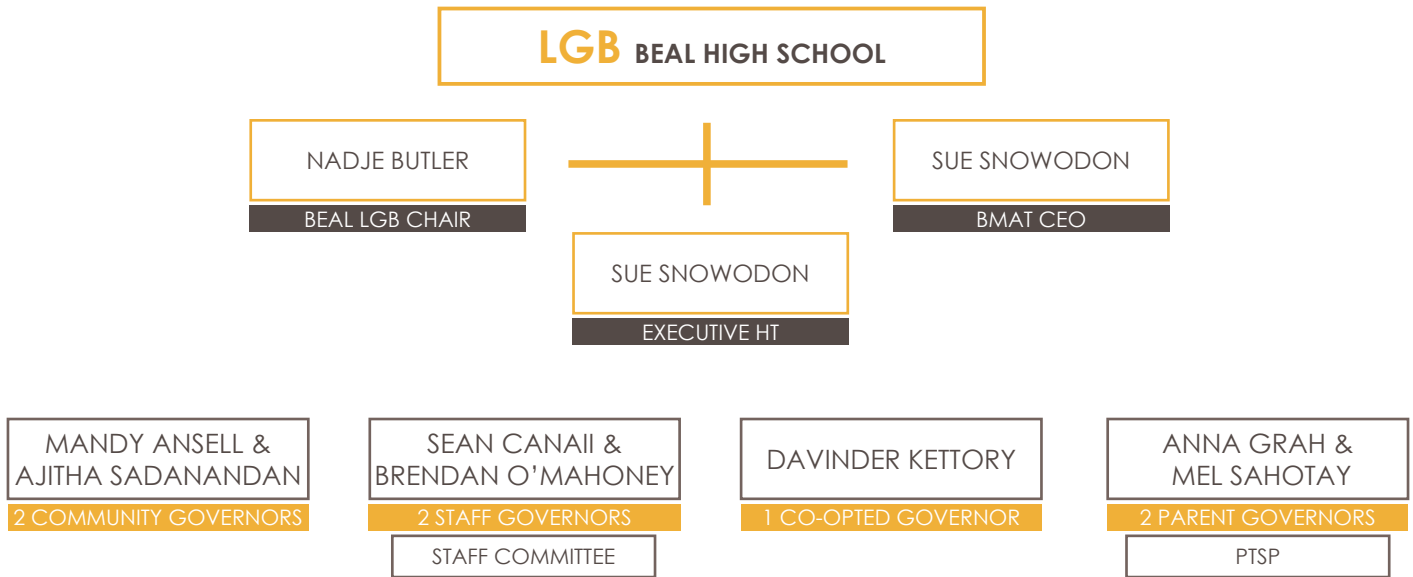 LGB BEAL HIGH SCHOOL
NADJE BUTLER
BEAL LGB CHAIR
SUE SNOWODON
BMAT CEO
SUE SNOWODON
EXECUTIVE HT
MANDY ANSELL &
AJITHA SADANANDAN
2 COMMUNITY GOVERNORS
SEAN CANAII &
BRENDAN O’MAHONEY
2 STAFF GOVERNORS
STAFF COMMITTEE
DAVINDER KETTORY
1 CO-OPTED GOVERNOR
ANNA GRAH &
MEL SAHOTAY
2 PARENT GOVERNORS
PTSP